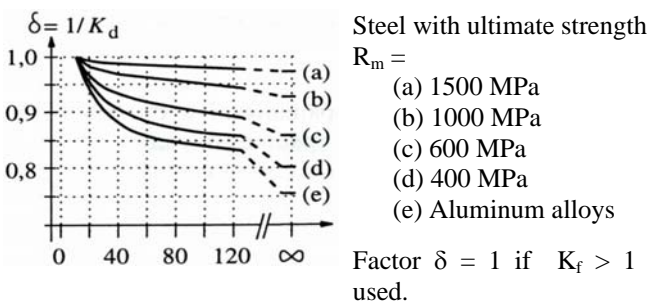 δ= 1/K_d
1,0
0,9
0,8
0 40 80 120 ∞
(a)
(b)
(c)
(d)
(e)
Steel with ultimate strength
R_m =
(a) 1500 MPa
(b) 1000 MPa
(c) 600 MPa
(d) 400 MPa
(e) Aluminum alloys
Factor δ = 1 if K_f > 1
used.